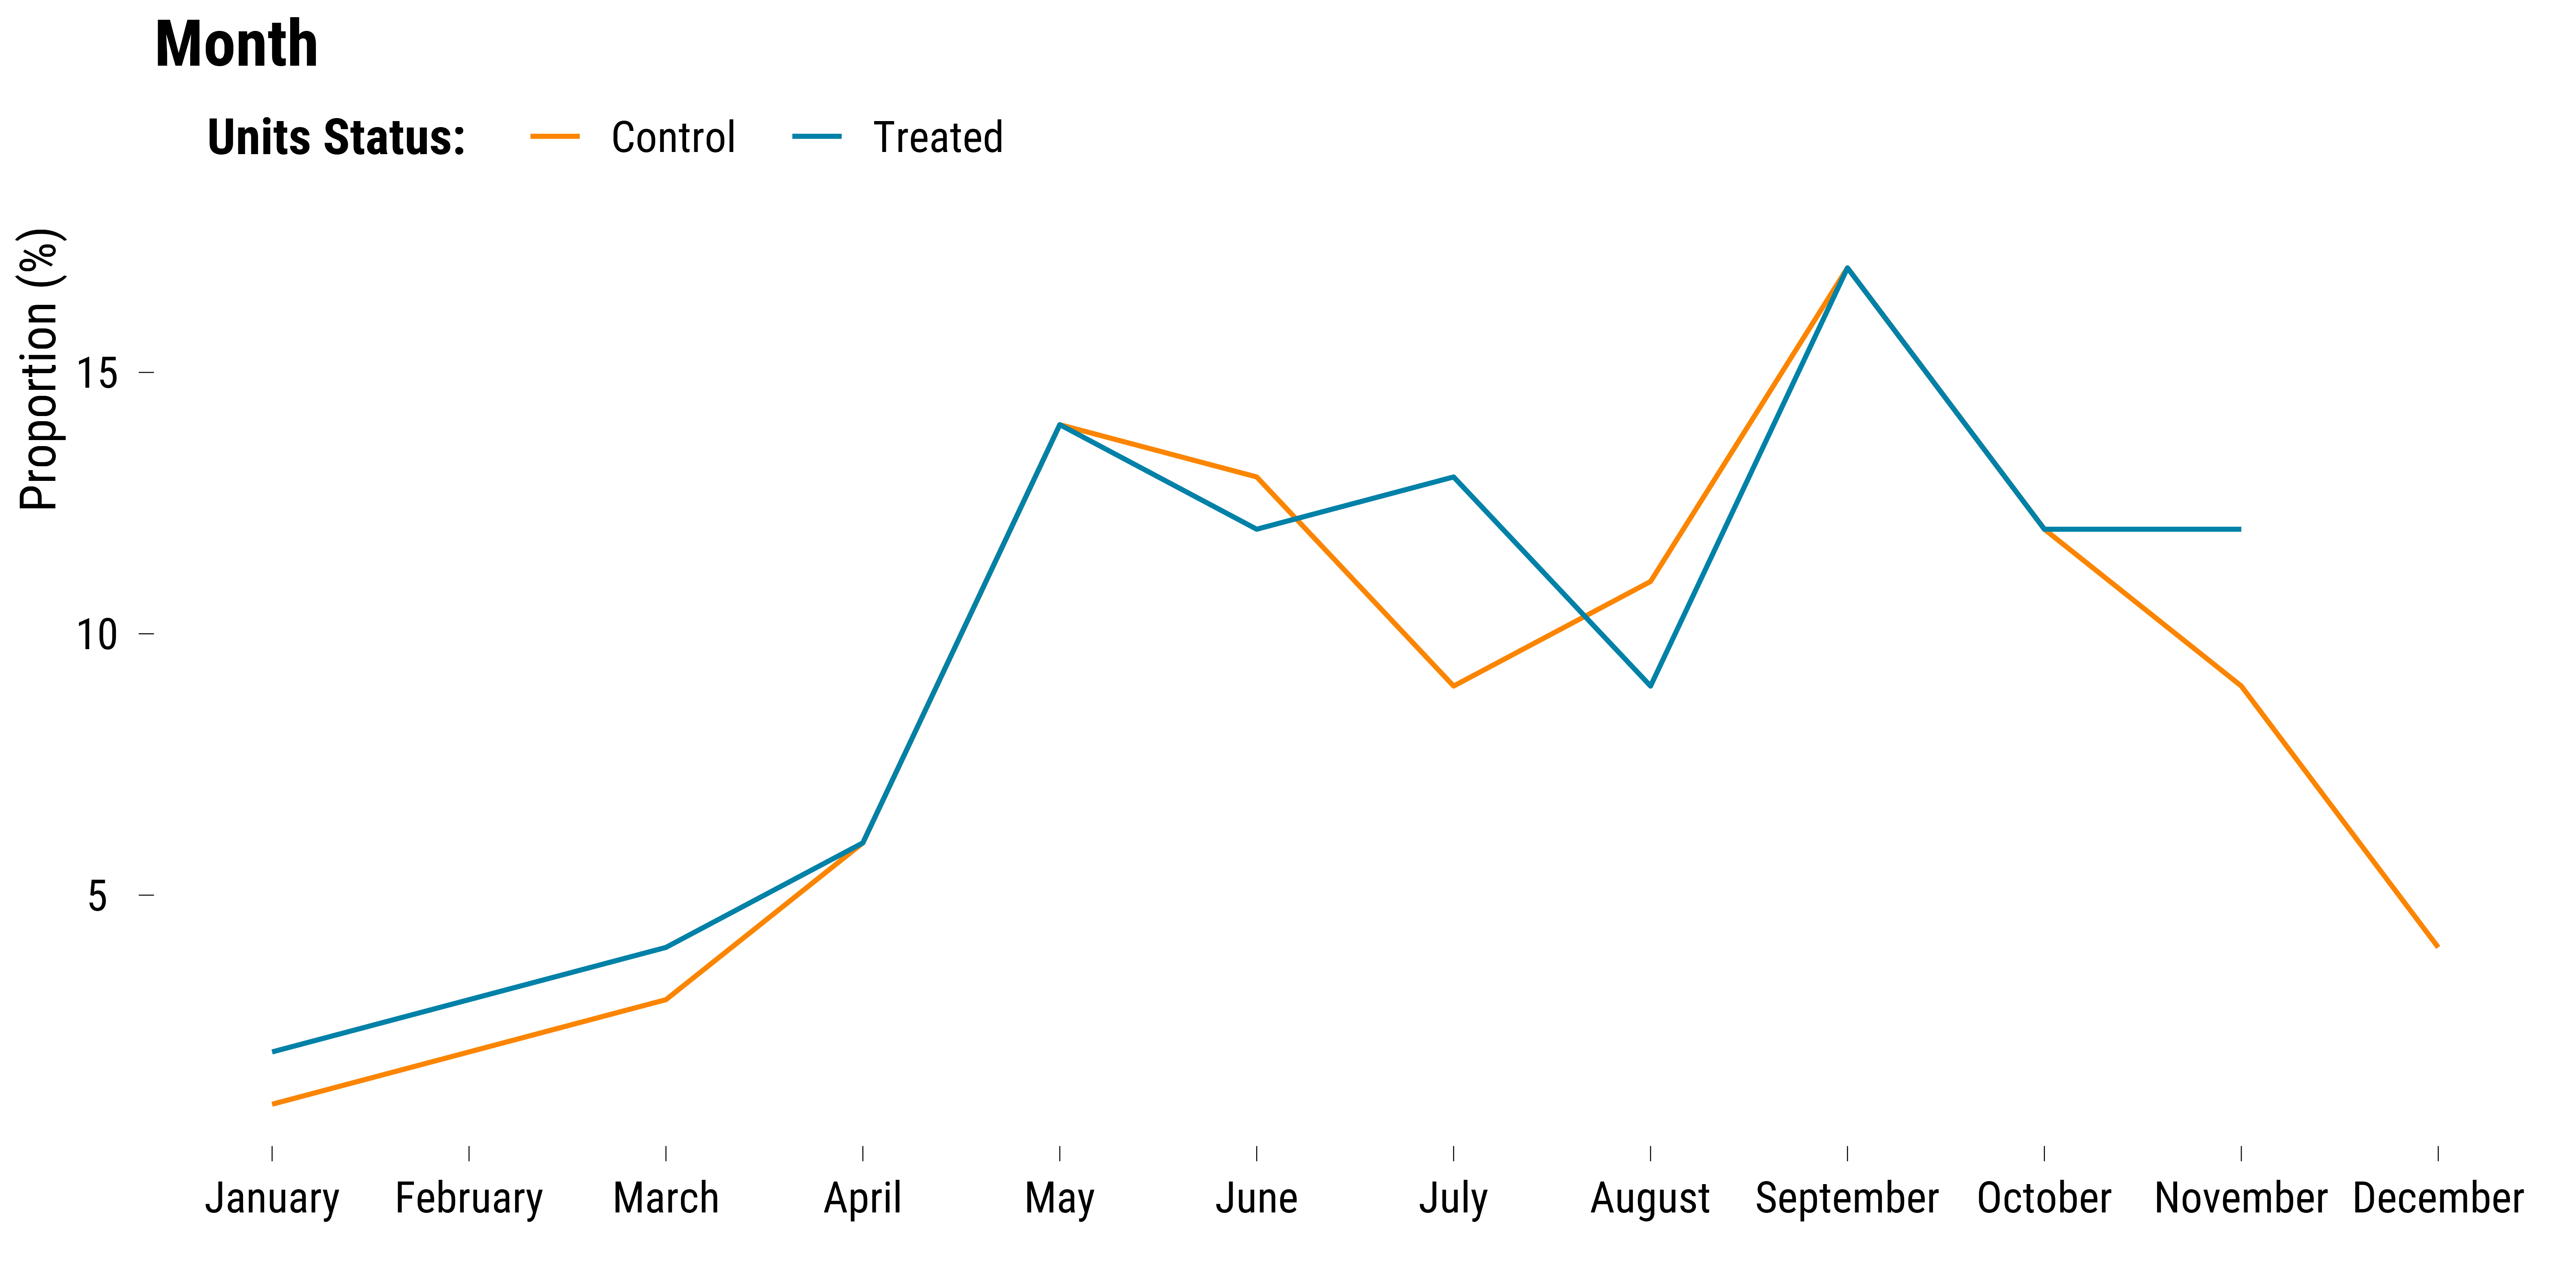 Month
Units Status: Control Treated
Proportion (%)
15
10
5
January February March April May June July August September October November December